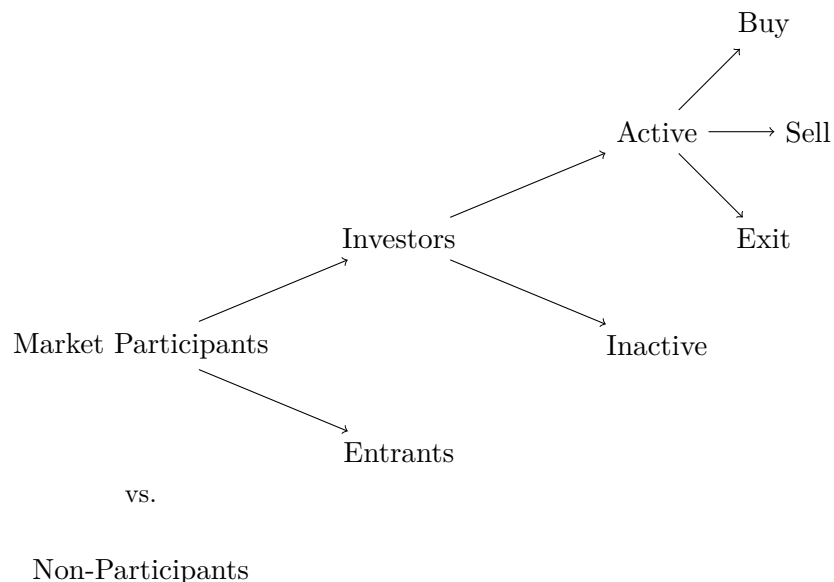 Buy
Active
Sell
Investors
Exit
Market Participants
Inactive
Entrants
vs.
Non-Participants